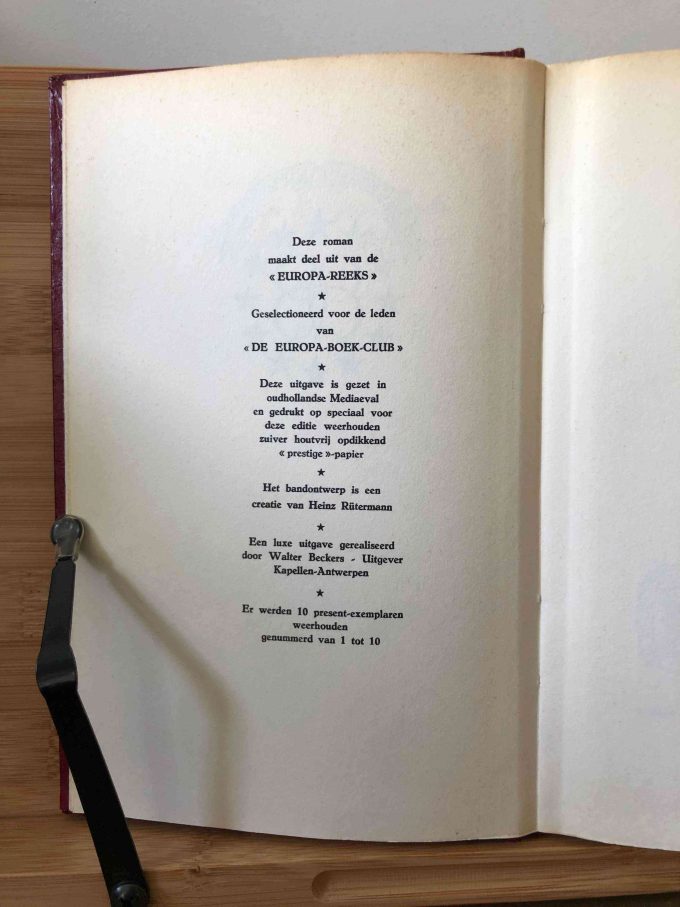 Deze roman
maakt deel uit van de
« EUROPA-REEKS »
★
Geselectioneerd voor de leden
van
« DE EUROPA-BOEK-CLUB »
★
Deze uitgave is gezet in
oudhollandse Mediaeval
en gedrukt op speciaal voor
deze editie weerhouden
zuiver houtvrij opdikkend
« prestige »-papier
★
Het bandontwerp is een
creatie van Heinz Rütermann
★
Een luxe uitgave gerealiseerd
door Walter Beckers - Uitgever
Kapellen-Antwerpen
★
Er werden 10 present-exemplaren
weerhouden
genummerd van 1 tot 10